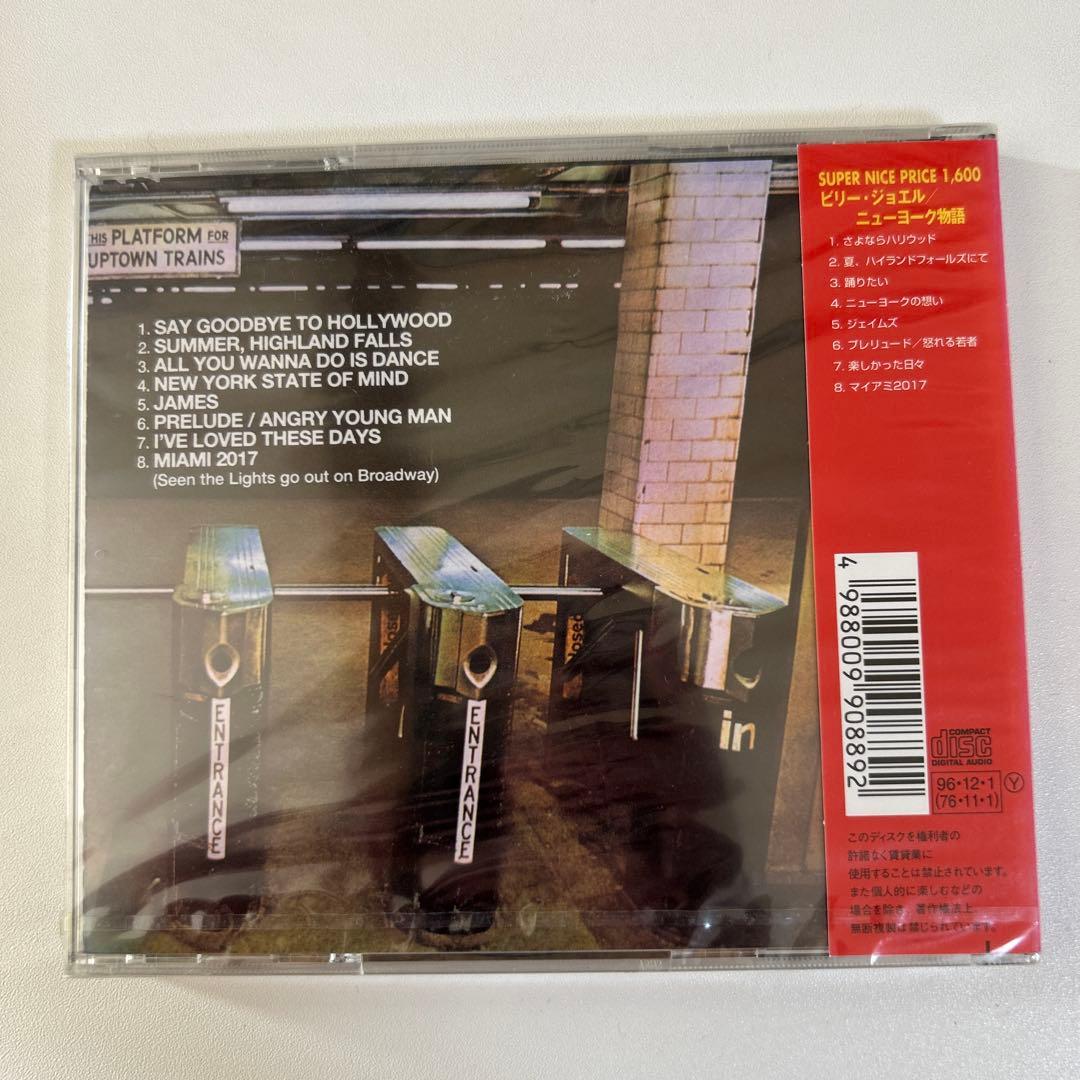 THIS PLATFORM FOR
UPTOWN TRAINS
1. SAY GOODBYE TO HOLLYWOOD
2. SUMMER, HIGHLAND FALLS
3. ALL YOU WANNA DO IS DANCE
4. NEW YORK STATE OF MIND
5. JAMES
6. PRELUDE / ANGRY YOUNG MAN
7. I'VE LOVED THESE DAYS
8. MIAMI 2017
(Seen the Lights go out on Broadway)
closed
closed
in
ENTRANCE
ENTRANCE
SUPER NICE PRICE 1,600
ビリー・ジョエル/
ニューヨーク物語
1. さよならハリウッド
2. 夏、ハイランドフォールズにて
3. 踊りたい
4. ニューヨークの想い
5. ジェイムズ
6. プレリュード/怒れる若者
7. 楽しかった日々
8. マイアミ2017
4 988009 908892
COMPACT
disc
DIGITAL AUDIO
96・12・1 Y
(76・11・1)
このディスクを権利者の
許諾なく賃貸業に
使用することは禁止されています。
また個人的に楽しむなどの
場合を除き、著作権法上、
無断複製は禁じられています。